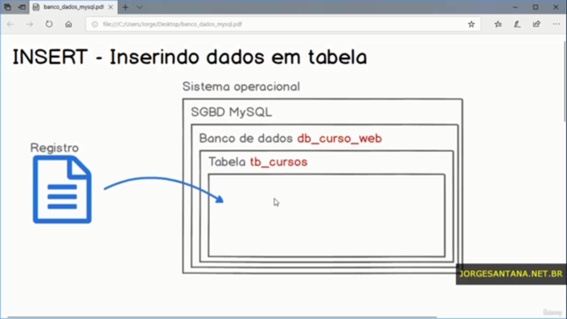 banco_dados_mysql.pdf
file:///C:/Users/Jorge/Desktop/banco_dados_mysql.pdf
INSERT - Inserindo dados em tabela
Sistema operacional
SGBD MySQL
Banco de dados db_curso_web
Registro
Tabela tb_cursos
JORGESANTANA.NET.BR
Udemy